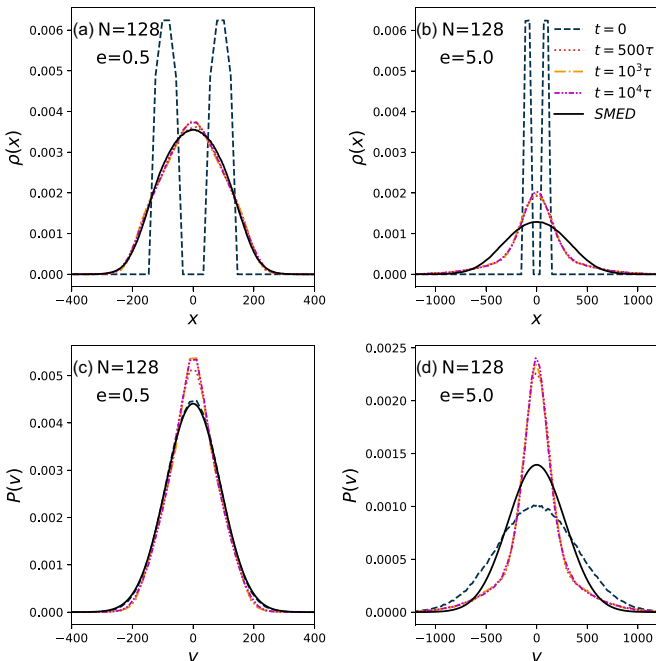 (a) N=128
e=0.5
0.006
0.005
0.004
0.003
0.002
0.001
0.000
ρ(x)
−400 −200 0 200 400
x
(b) N=128
e=5.0
t = 0
t = 500τ
t = 10³τ
t = 10⁴τ
SMED
0.006
0.005
0.004
0.003
0.002
0.001
0.000
ρ(x)
−1000 −500 0 500 1000
x
(c) N=128
e=0.5
0.005
0.004
0.003
0.002
0.001
0.000
P(v)
−400 −200 0 200 400
v
(d) N=128
e=5.0
0.0025
0.0020
0.0015
0.0010
0.0005
0.0000
P(v)
−1000 −500 0 500 1000
v